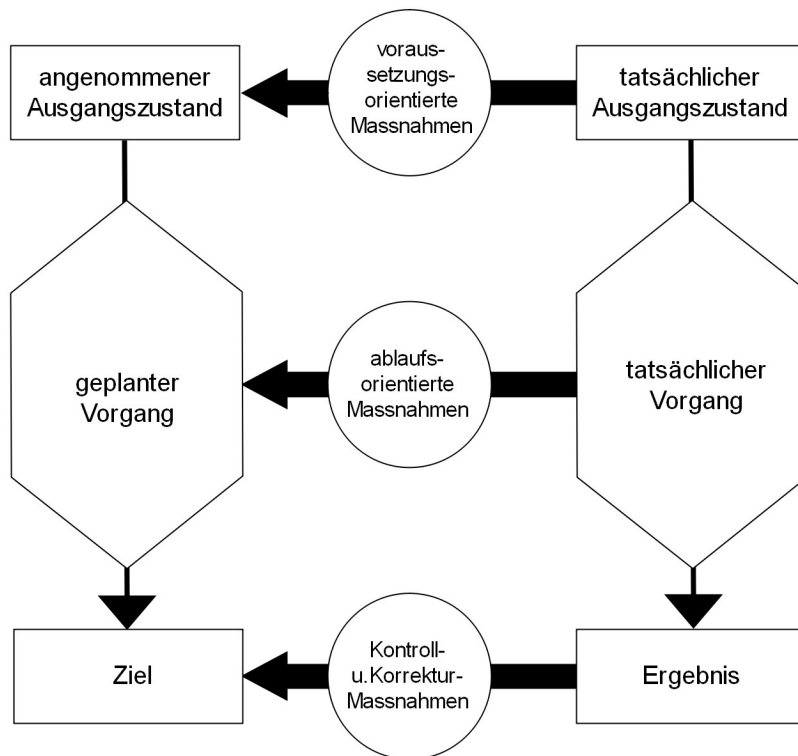 angenommener
Ausgangszustand
voraus-
setzungs-
orientierte
Massnahmen
tatsächlicher
Ausgangszustand
geplanter
Vorgang
ablaufs-
orientierte
Massnahmen
tatsächlicher
Vorgang
Ziel
Kontroll-
u.Korrektur-
Massnahmen
Ergebnis